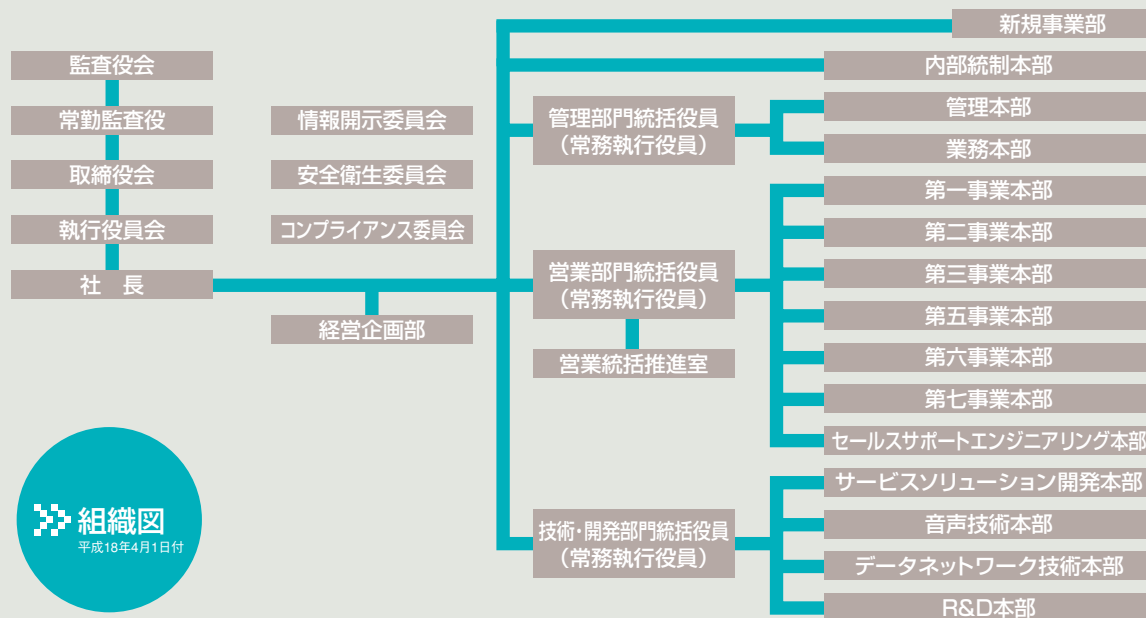 監査役会
常勤監査役
取締役会
執行役員会
社　長
情報開示委員会
安全衛生委員会
コンプライアンス委員会
経営企画部
管理部門統括役員
（常務執行役員）
営業部門統括役員
（常務執行役員）
営業統括推進室
技術・開発部門統括役員
（常務執行役員）
新規事業部
内部統制本部
管理本部
業務本部
第一事業本部
第二事業本部
第三事業本部
第五事業本部
第六事業本部
第七事業本部
セールスサポートエンジニアリング本部
サービスソリューション開発本部
音声技術本部
データネットワーク技術本部
R&D本部
組織図
平成18年4月1日付